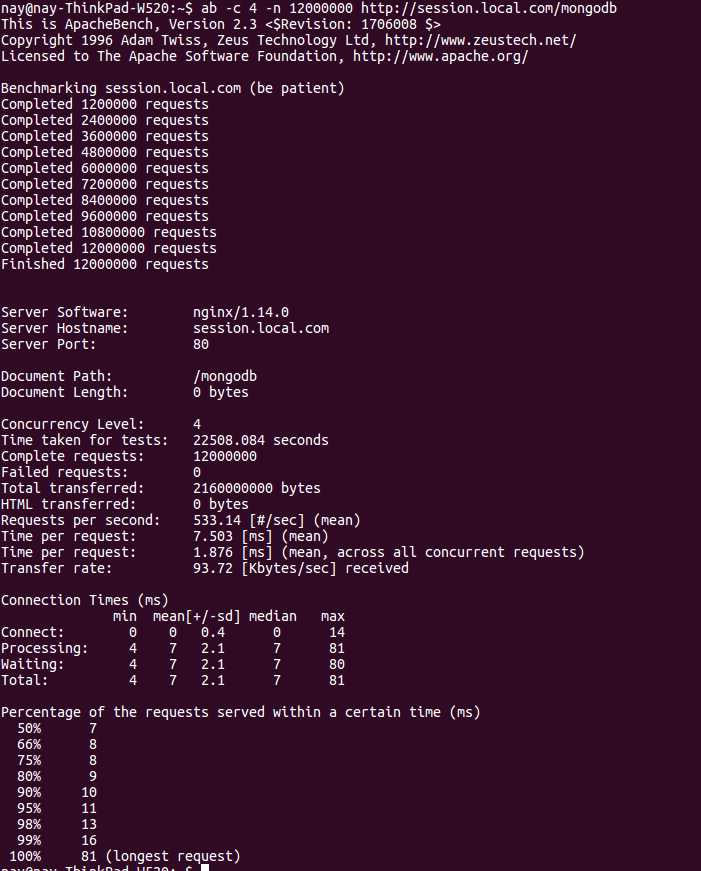 nay@nay-ThinkPad-W520:~$ ab -c 4 -n 12000000 http://session.local.com/mongodb
This is ApacheBench, Version 2.3 <$Revision: 1706008 $>
Copyright 1996 Adam Twiss, Zeus Technology Ltd, http://www.zeustech.net/
Licensed to The Apache Software Foundation, http://www.apache.org/

Benchmarking session.local.com (be patient)
Completed 1200000 requests
Completed 2400000 requests
Completed 3600000 requests
Completed 4800000 requests
Completed 6000000 requests
Completed 7200000 requests
Completed 8400000 requests
Completed 9600000 requests
Completed 10800000 requests
Completed 12000000 requests
Finished 12000000 requests


Server Software:        nginx/1.14.0
Server Hostname:        session.local.com
Server Port:            80

Document Path:          /mongodb
Document Length:        0 bytes

Concurrency Level:      4
Time taken for tests:   22508.084 seconds
Complete requests:      12000000
Failed requests:        0
Total transferred:      2160000000 bytes
HTML transferred:       0 bytes
Requests per second:    533.14 [#/sec] (mean)
Time per request:       7.503 [ms] (mean)
Time per request:       1.876 [ms] (mean, across all concurrent requests)
Transfer rate:          93.72 [Kbytes/sec] received

Connection Times (ms)
              min  mean[+/-sd] median   max
Connect:        0    0   0.4      0      14
Processing:     4    7   2.1      7      81
Waiting:        4    7   2.1      7      80
Total:          4    7   2.1      7      81

Percentage of the requests served within a certain time (ms)
  50%      7
  66%      8
  75%      8
  80%      9
  90%     10
  95%     11
  98%     13
  99%     16
 100%     81 (longest request)
nay@nay-ThinkPad-W520:~$